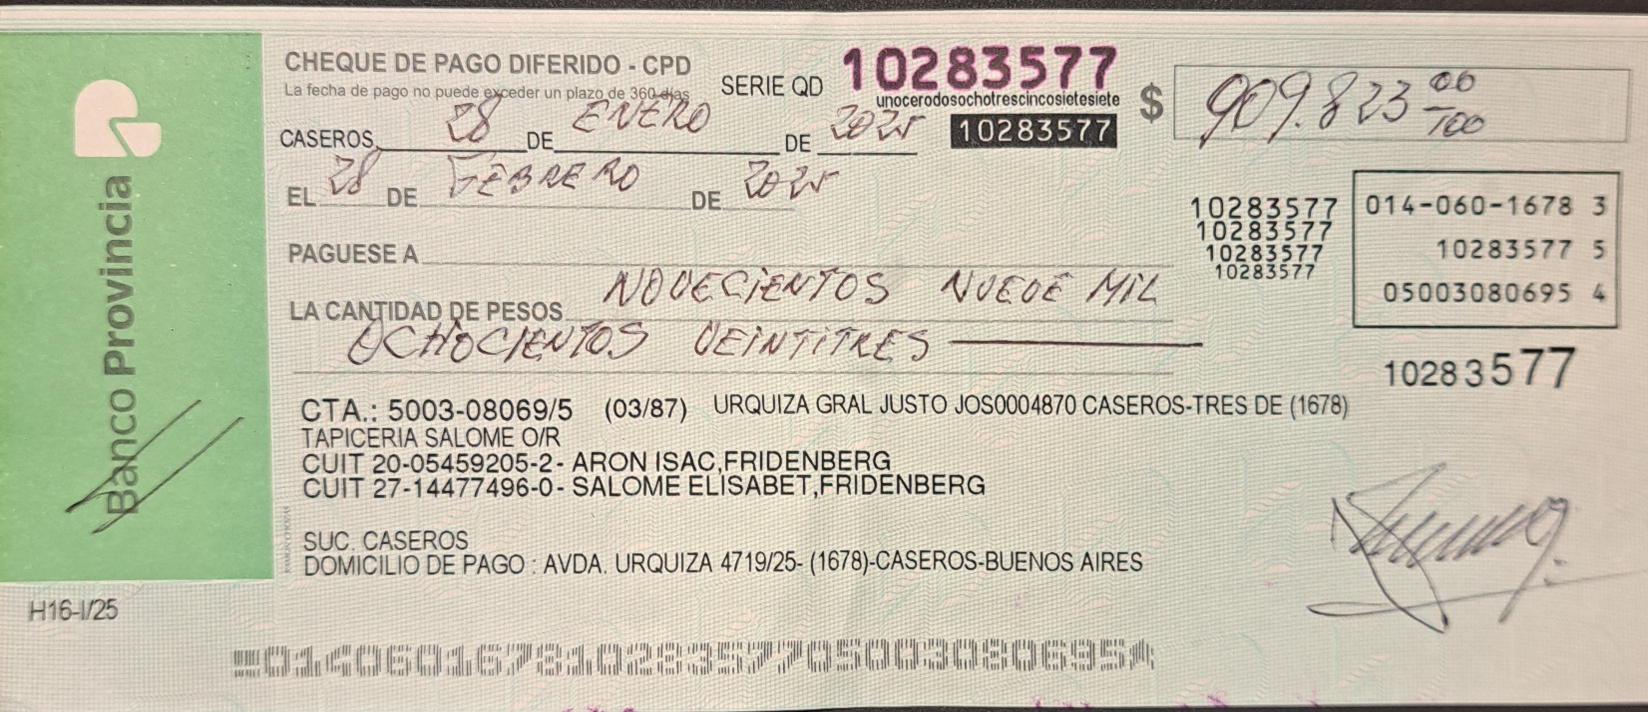 Banco Provincia
CHEQUE DE PAGO DIFERIDO - CPD
La fecha de pago no puede exceder un plazo de 360 días
SERIE QD 10283577
unocerodosochotrescincosietesiete
10283577
$ 909.823 00/100
CASEROS, 28 DE ENERO DE 2025
EL 28 DE FEBRERO DE 2025
PAGUESE A
10283577
10283577
10283577
10283577
014-060-1678 3
10283577 5
05003080695 4
LA CANTIDAD DE PESOS NOVECIENTOS NUEVE MIL
OCHOCIENTOS VEINTITRES
10283577
CTA.: 5003-08069/5 (03/87) URQUIZA GRAL JUSTO JOS0004870 CASEROS-TRES DE (1678)
TAPICERIA SALOME O/R
CUIT 20-05459205-2- ARON ISAC,FRIDENBERG
CUIT 27-14477496-0- SALOME ELISABET,FRIDENBERG
SUC. CASEROS
DOMICILIO DE PAGO : AVDA. URQUIZA 4719/25- (1678)-CASEROS-BUENOS AIRES
H16-I/25
01406016781028357705003080695